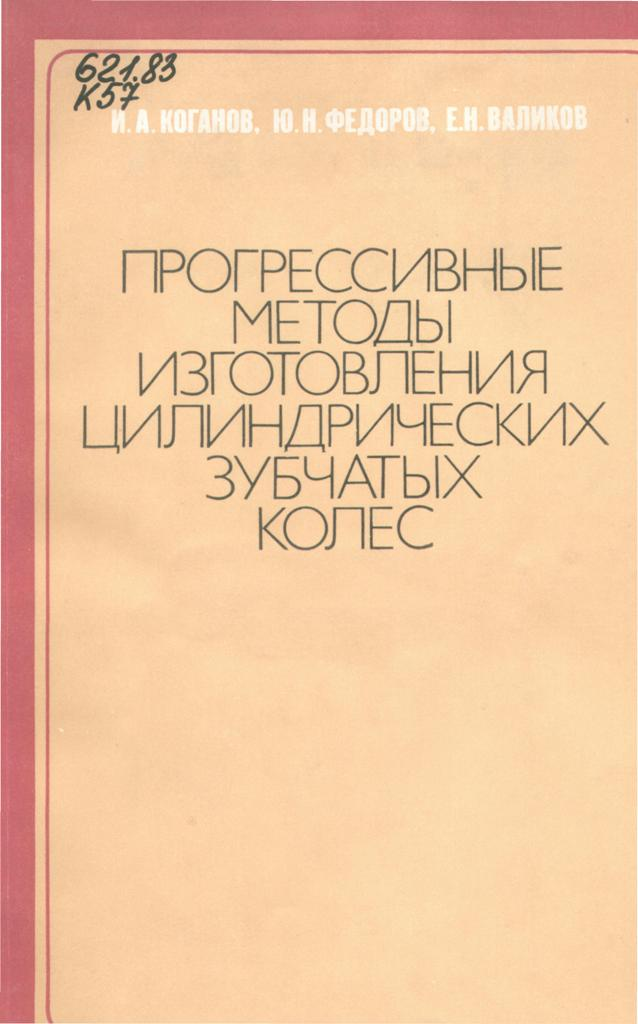 621.83
К57
И.А.КОГАНОВ, Ю.Н.ФЕДОРОВ, Е.Н.ВАЛИКОВ
ПРОГРЕССИВНЫЕ
МЕТОДЫ
ИЗГОТОВЛЕНИЯ
ЦИЛИНДРИЧЕСКИХ
ЗУБЧАТЫХ
КОЛЕС